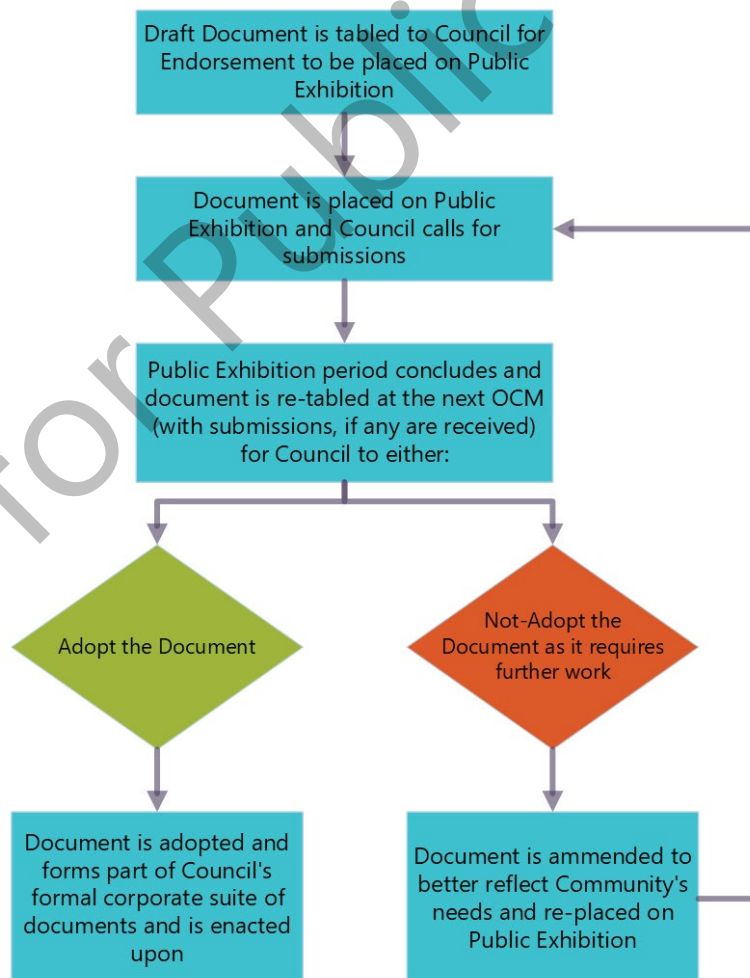 Draft Document is tabled to Council for
Endorsement to be placed on Public
Exhibition
Document is placed on Public
Exhibition and Council calls for
submissions
Public Exhibition period concludes and
document is re-tabled at the next OCM
(with submissions, if any are received)
for Council to either:
Adopt the Document
Not-Adopt the
Document as it requires
further work
Document is adopted and
forms part of Council's
formal corporate suite of
documents and is enacted
upon
Document is ammended to
better reflect Community's
needs and re-placed on
Public Exhibition
for Public